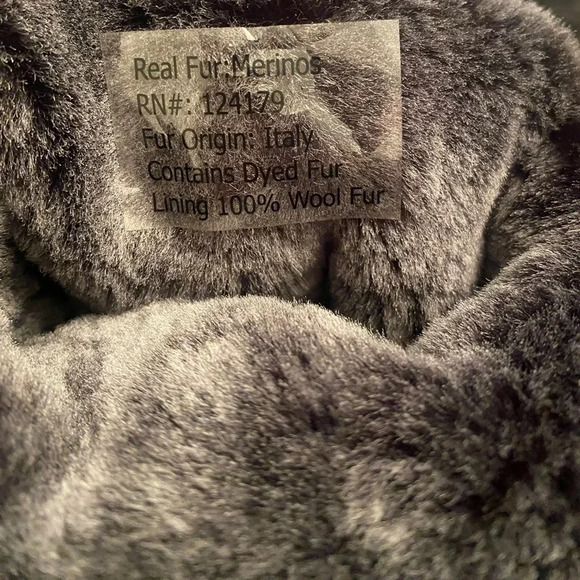 Real Fur:Merinos
RN#: 124179
Fur Origin: Italy
Contains Dyed Fur
Lining 100% Wool Fur